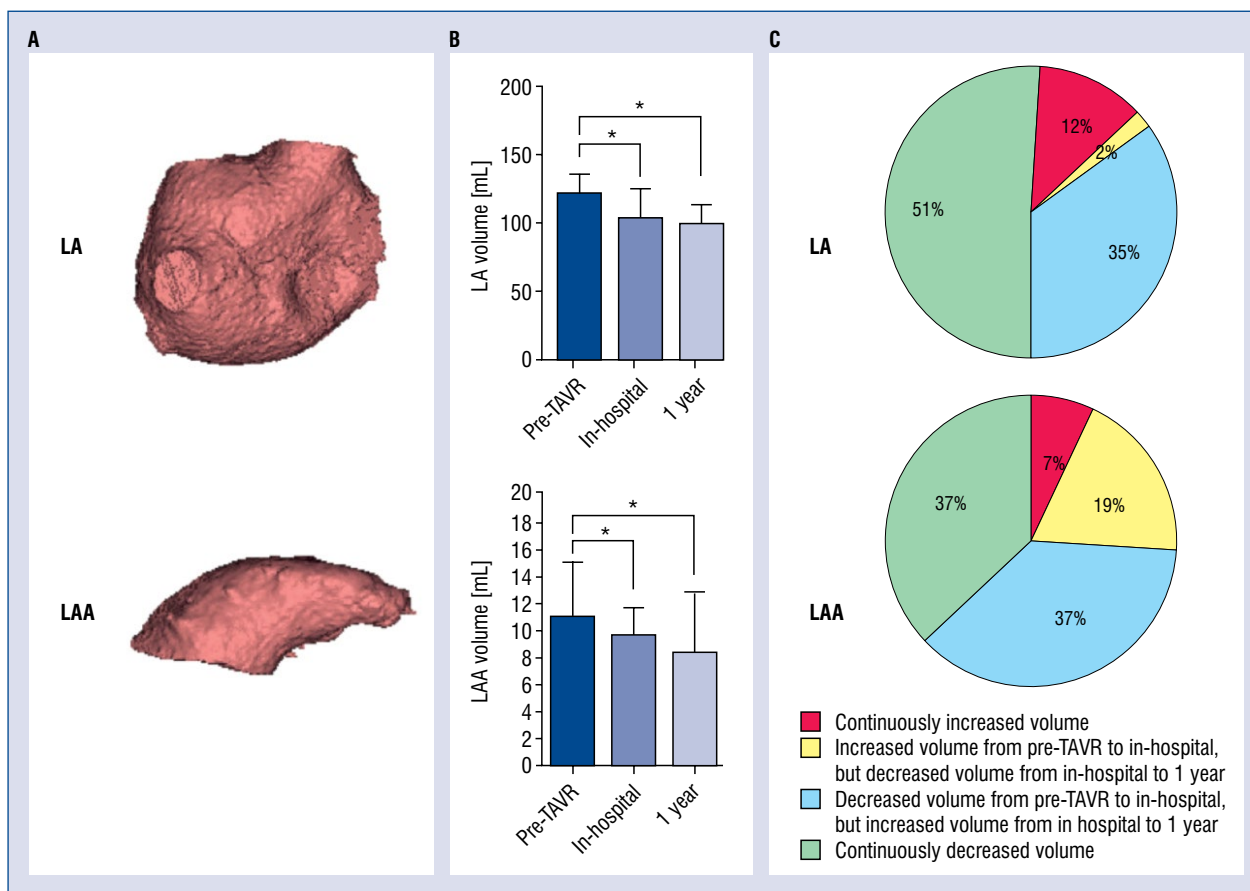 A
LA
LAA
B
200
150
100
50
0
LA volume [mL]
*
*
Pre-TAVR
In-hospital
1 year
20
18
16
14
12
10
8
6
4
2
0
LAA volume [mL]
*
*
Pre-TAVR
In-hospital
1 year
C
LA
12%
2%
35%
51%
LAA
7%
19%
37%
37%
Continuously increased volume
Increased volume from pre-TAVR to in-hospital,
but decreased volume from in-hospital to 1 year
Decreased volume from pre-TAVR to in-hospital,
but increased volume from in hospital to 1 year
Continuously decreased volume